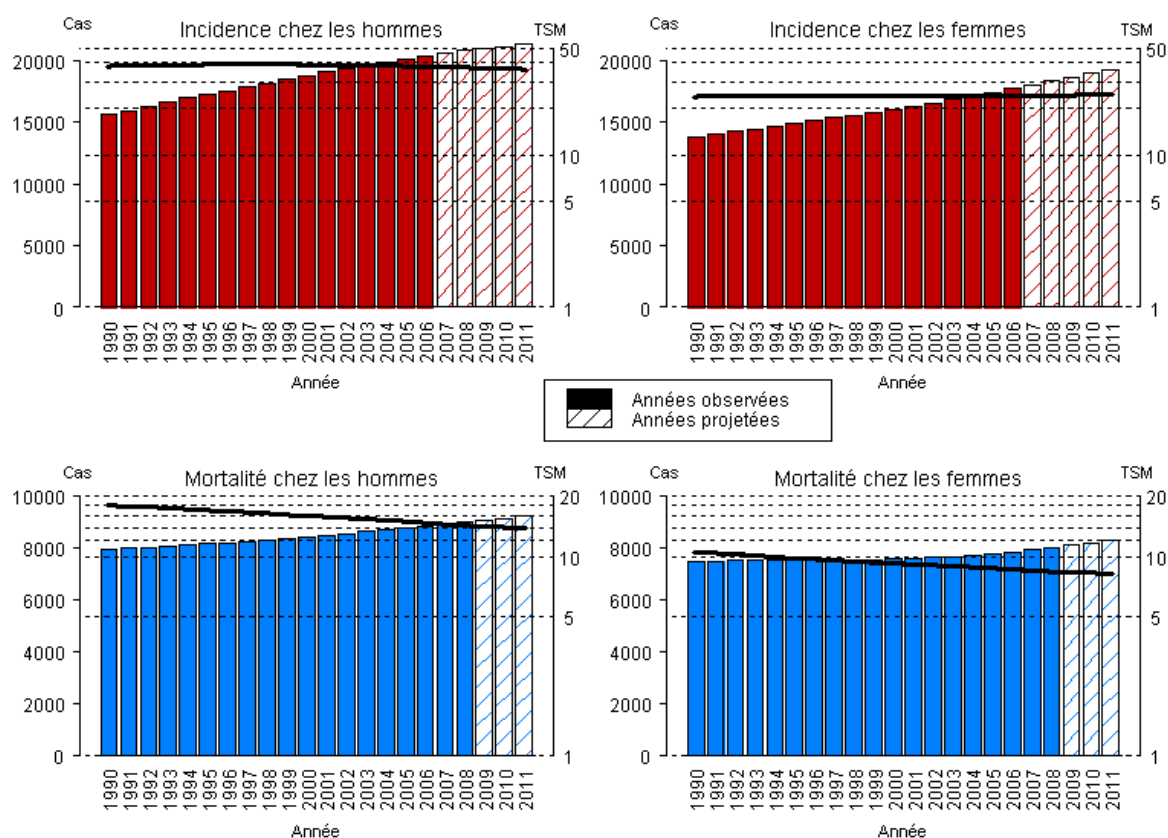 Cas Incidence chez les hommes TSM
20000
15000
10000
5000
0
50
10
5
1
1990 1991 1992 1993 1994 1995 1996 1997 1998 1999 2000 2001 2002 2003 2004 2005 2006 2007 2008 2009 2010 2011
Année
Cas Incidence chez les femmes TSM
20000
15000
10000
5000
0
50
10
5
1
1990 1991 1992 1993 1994 1995 1996 1997 1998 1999 2000 2001 2002 2003 2004 2005 2006 2007 2008 2009 2010 2011
Année
Années observées
Années projetées
Cas Mortalité chez les hommes TSM
10000
8000
6000
4000
2000
0
20
10
5
1
1990 1991 1992 1993 1994 1995 1996 1997 1998 1999 2000 2001 2002 2003 2004 2005 2006 2007 2008 2009 2010 2011
Année
Cas Mortalité chez les femmes TSM
10000
8000
6000
4000
2000
0
20
10
5
1
1990 1991 1992 1993 1994 1995 1996 1997 1998 1999 2000 2001 2002 2003 2004 2005 2006 2007 2008 2009 2010 2011
Année